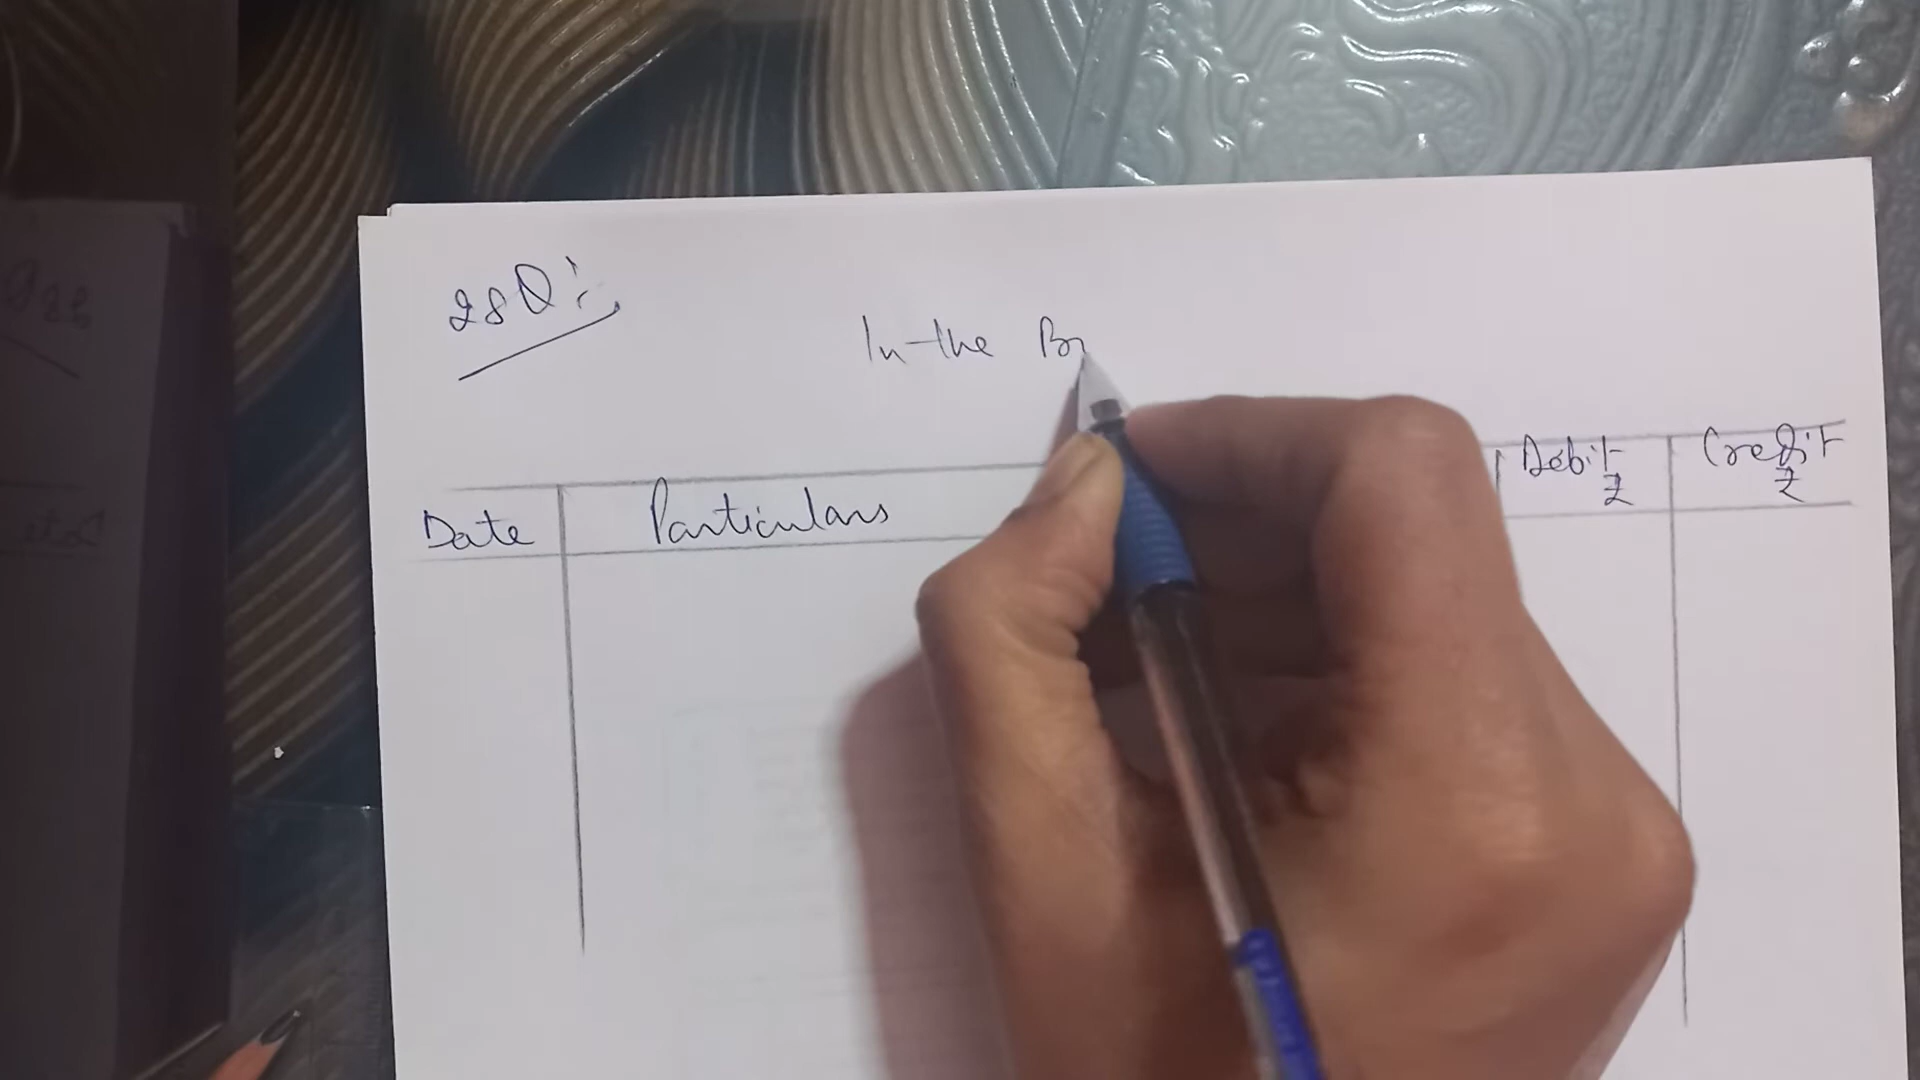 28Q:-
In the Bo
Date Particulars Debit ₹ Credit ₹